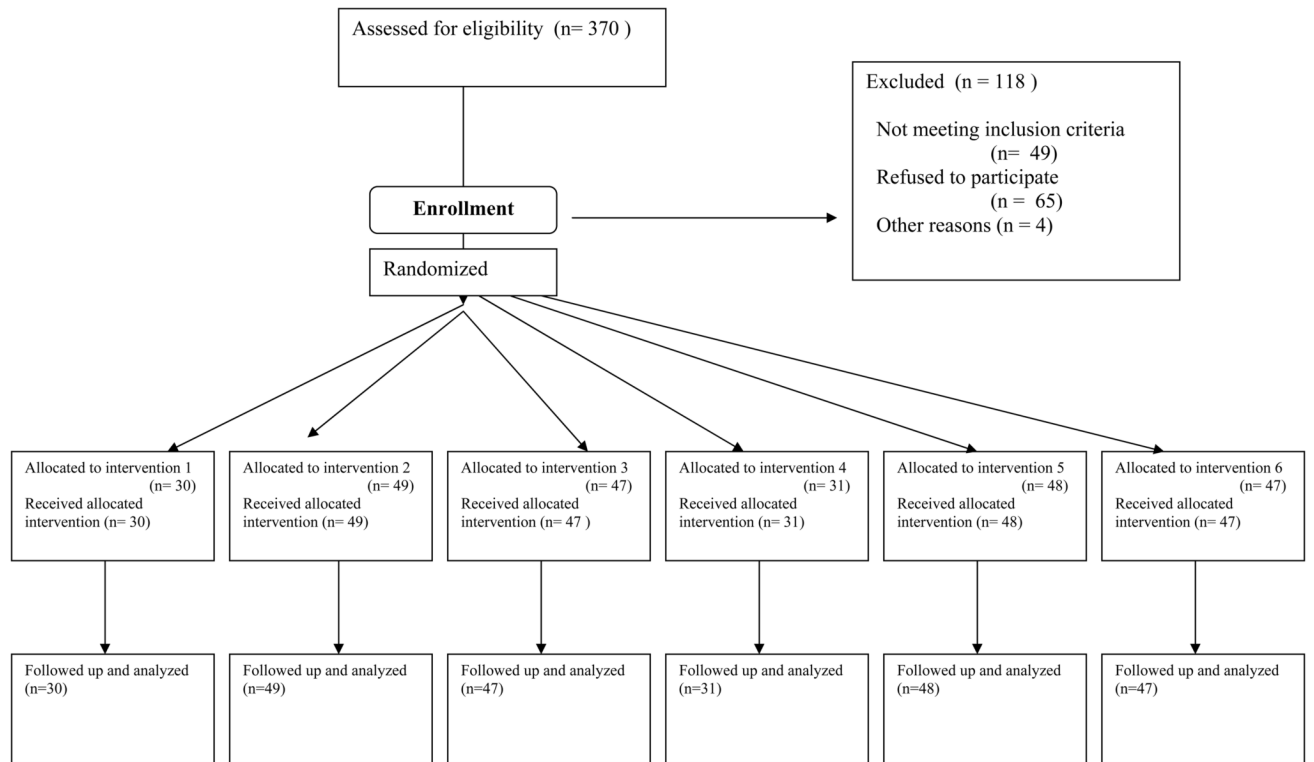 Assessed for eligibility (n= 370 )
Excluded (n = 118 )
Not meeting inclusion criteria
(n= 49)
Refused to participate
(n = 65)
Other reasons (n = 4)
Enrollment
Randomized
Allocated to intervention 1
(n= 30)
Received allocated
intervention (n= 30)
Allocated to intervention 2
(n= 49)
Received allocated
intervention (n= 49)
Allocated to intervention 3
(n= 47)
Received allocated
intervention (n= 47 )
Allocated to intervention 4
(n= 31)
Received allocated
intervention (n= 31)
Allocated to intervention 5
(n= 48)
Received allocated
intervention (n= 48)
Allocated to intervention 6
(n= 47)
Received allocated
intervention (n= 47)
Followed up and analyzed
(n=30)
Followed up and analyzed
(n=49)
Followed up and analyzed
(n=47)
Followed up and analyzed
(n=31)
Followed up and analyzed
(n=48)
Followed up and analyzed
(n=47)